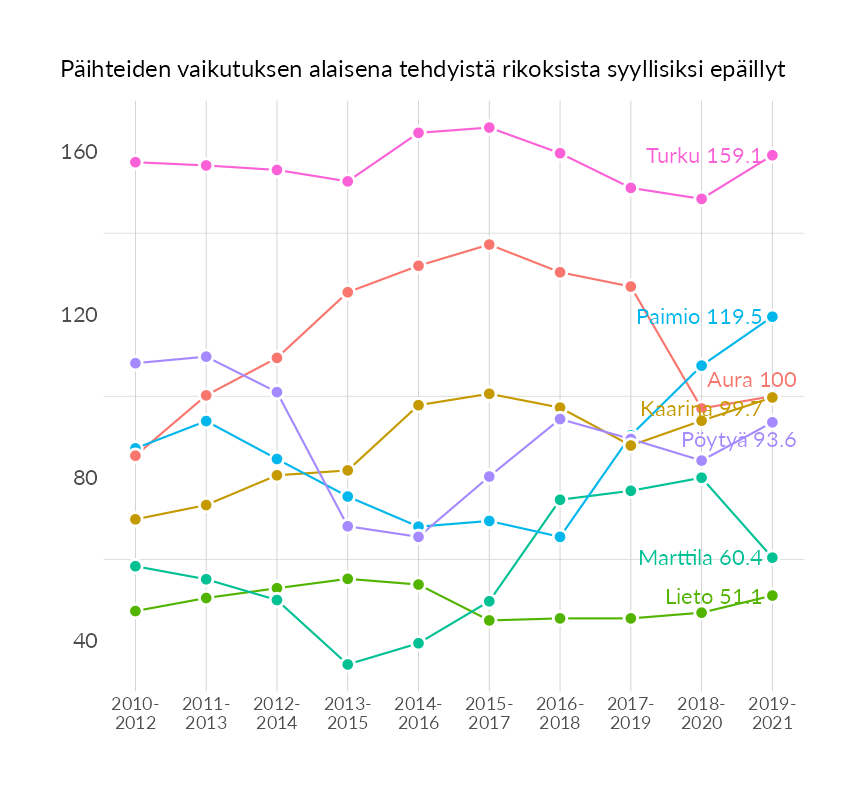 Päihteiden vaikutuksen alaisena tehdyistä rikoksista syyllisiksi epäillyt
160
120
80
40
Turku 159.1
Paimio 119.5
Aura 100
Kaarina 99.7
Pöytyä 93.6
Marttila 60.4
Lieto 51.1
2010- 2011- 2012- 2013- 2014- 2015- 2016- 2017- 2018- 2019-
2012 2013 2014 2015 2016 2017 2018 2019 2020 2021